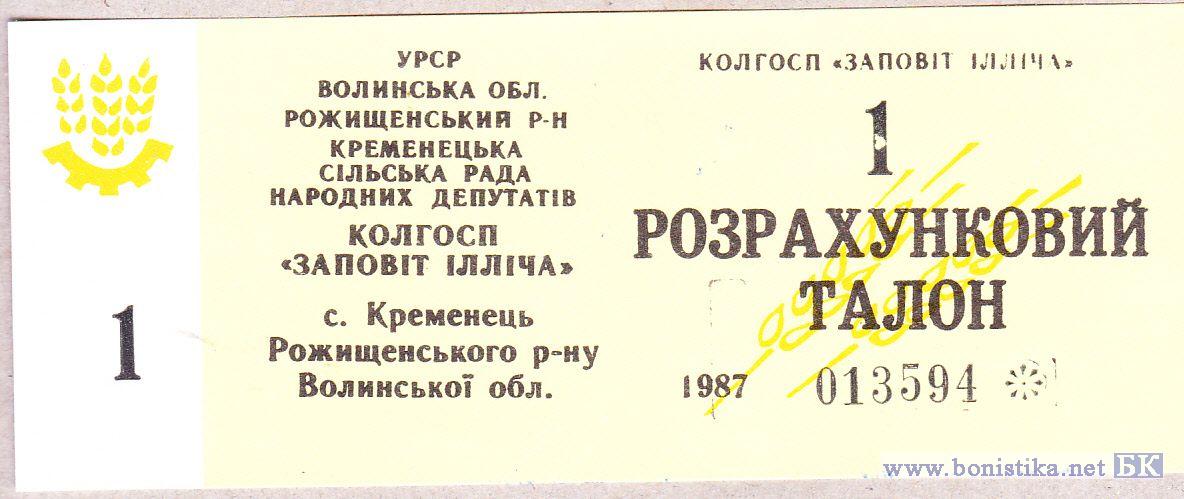 1
УРСР
ВОЛИНСЬКА ОБЛ.
РОЖИЩЕНСЬКИЙ Р-Н
КРЕМЕНЕЦЬКА
СІЛЬСЬКА РАДА
НАРОДНИХ ДЕПУТАТІВ
КОЛГОСП
«ЗАПОВІТ ІЛЛІЧА»
с. Кременець
Рожищенського р-ну
Волинської обл.
КОЛГОСП «ЗАПОВІТ ІЛЛІЧА»
1
РОЗРАХУНКОВИЙ
ТАЛОН
1987 013594
www.bonistika.net БК